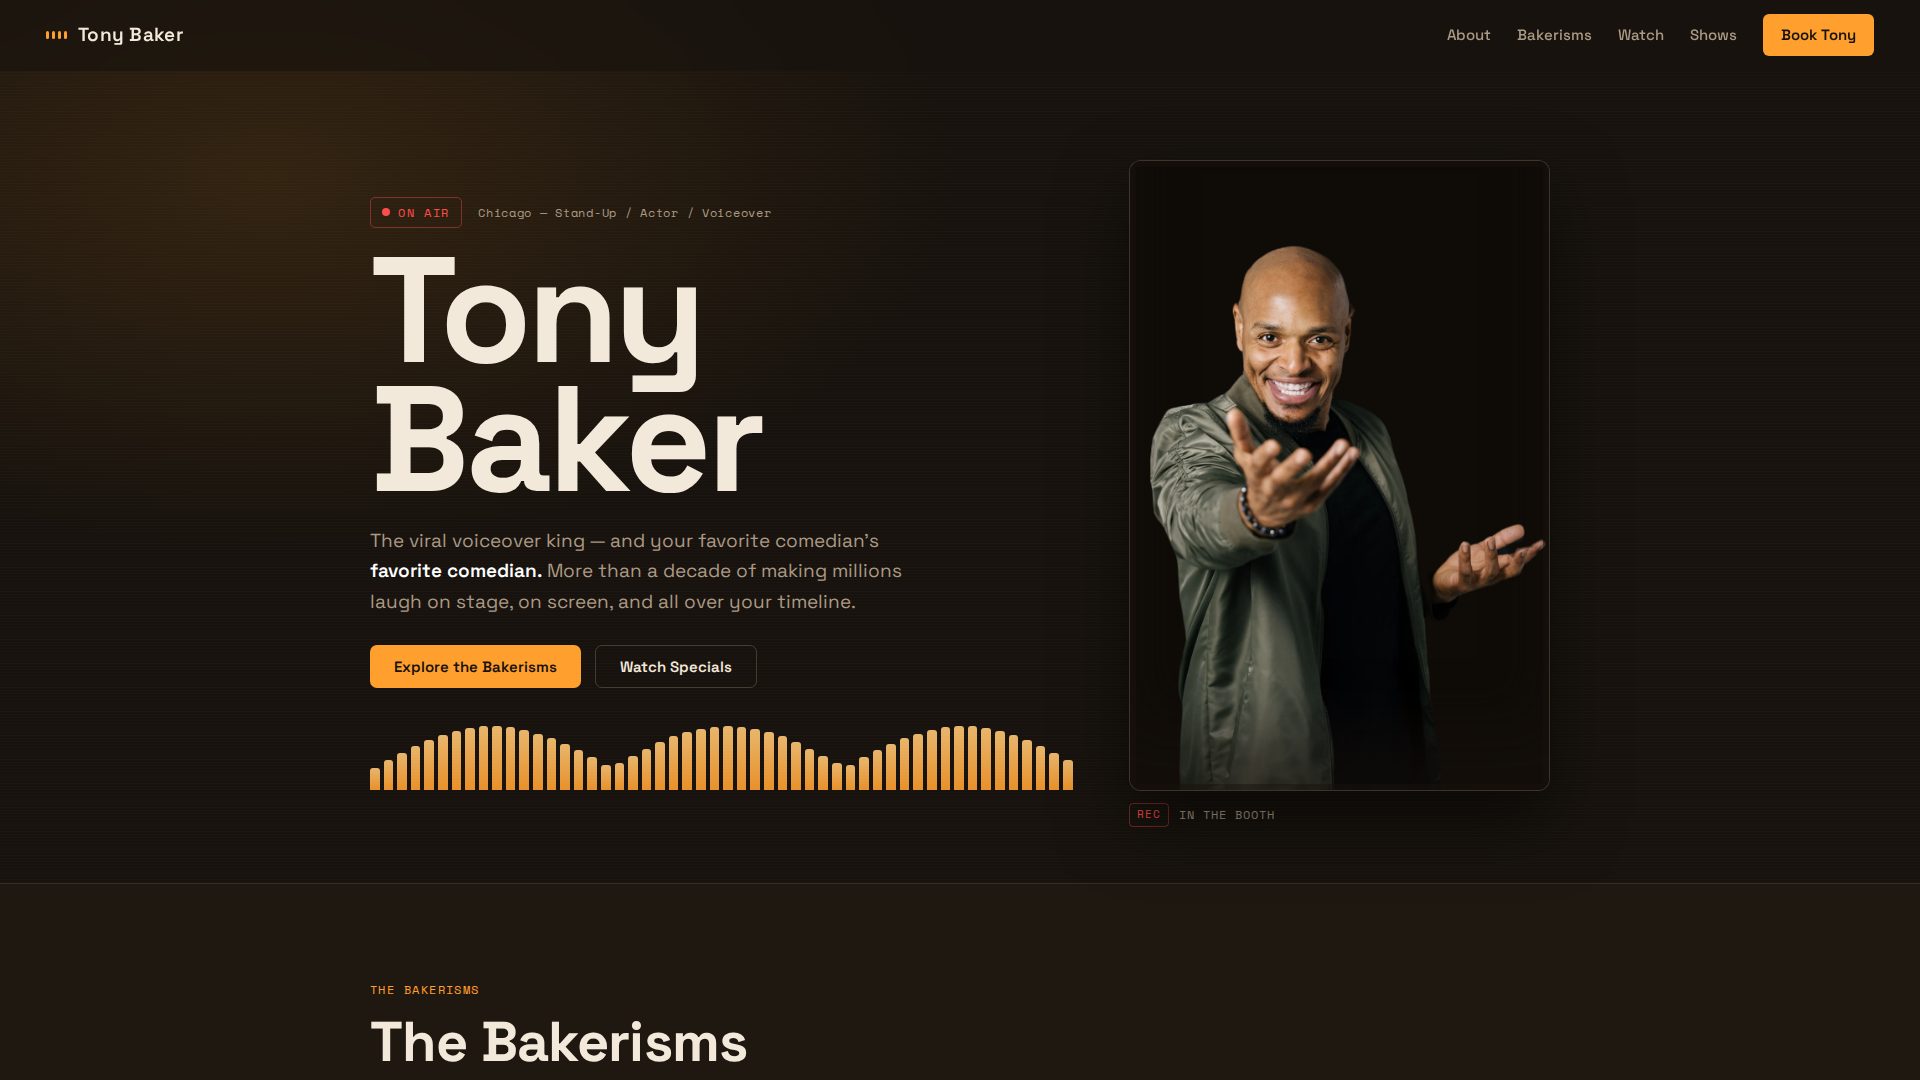 Tony Baker
About
Bakerisms
Watch
Shows
Book Tony
ON AIR
Chicago — Stand-Up / Actor / Voiceover
Tony
Baker
The viral voiceover king — and your favorite comedian’s
favorite comedian. More than a decade of making millions
laugh on stage, on screen, and all over your timeline.
Explore the Bakerisms
Watch Specials
REC
IN THE BOOTH
THE BAKERISMS
The Bakerisms